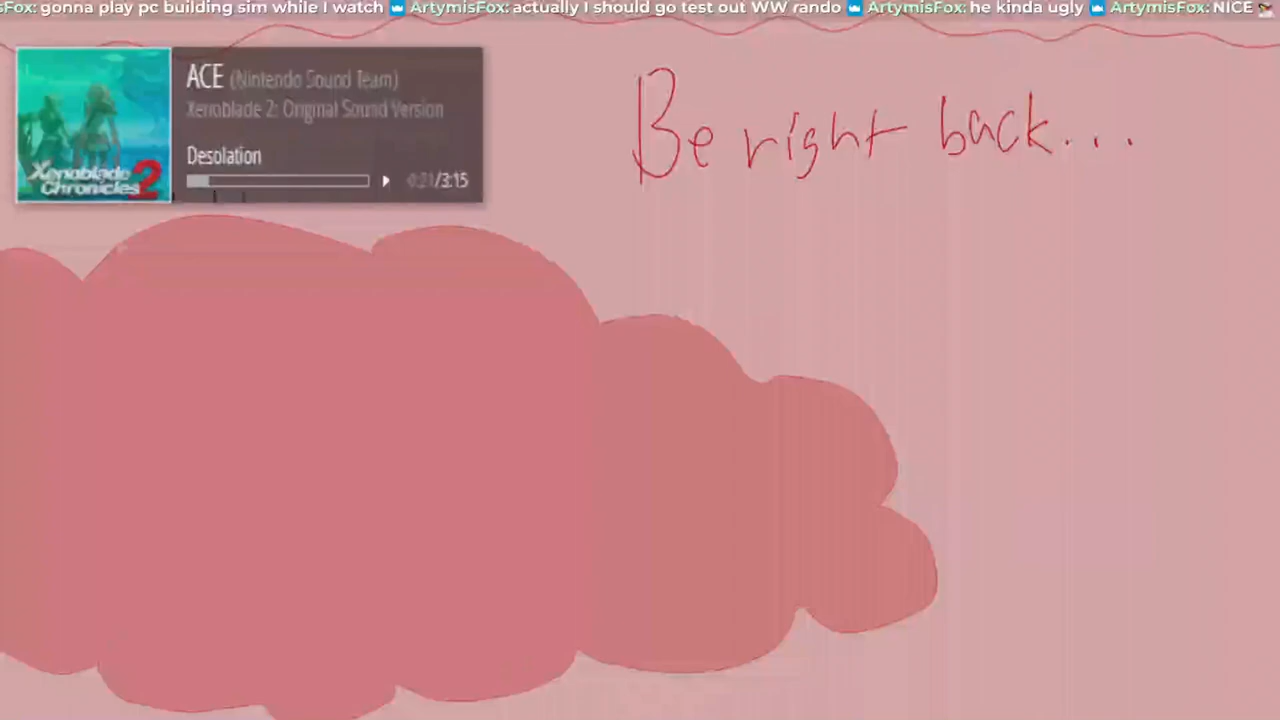 sFox: gonna play pc building sim while I watch ArtymisFox: actually I should go test out WW rando ArtymisFox: he kinda ugly ArtymisFox: NICE
ACE (Nintendo Sound Team)
Xenoblade 2: Original Sound Version
Desolation
0:21/3:15
Xenoblade
Chronicles 2
Be right back...